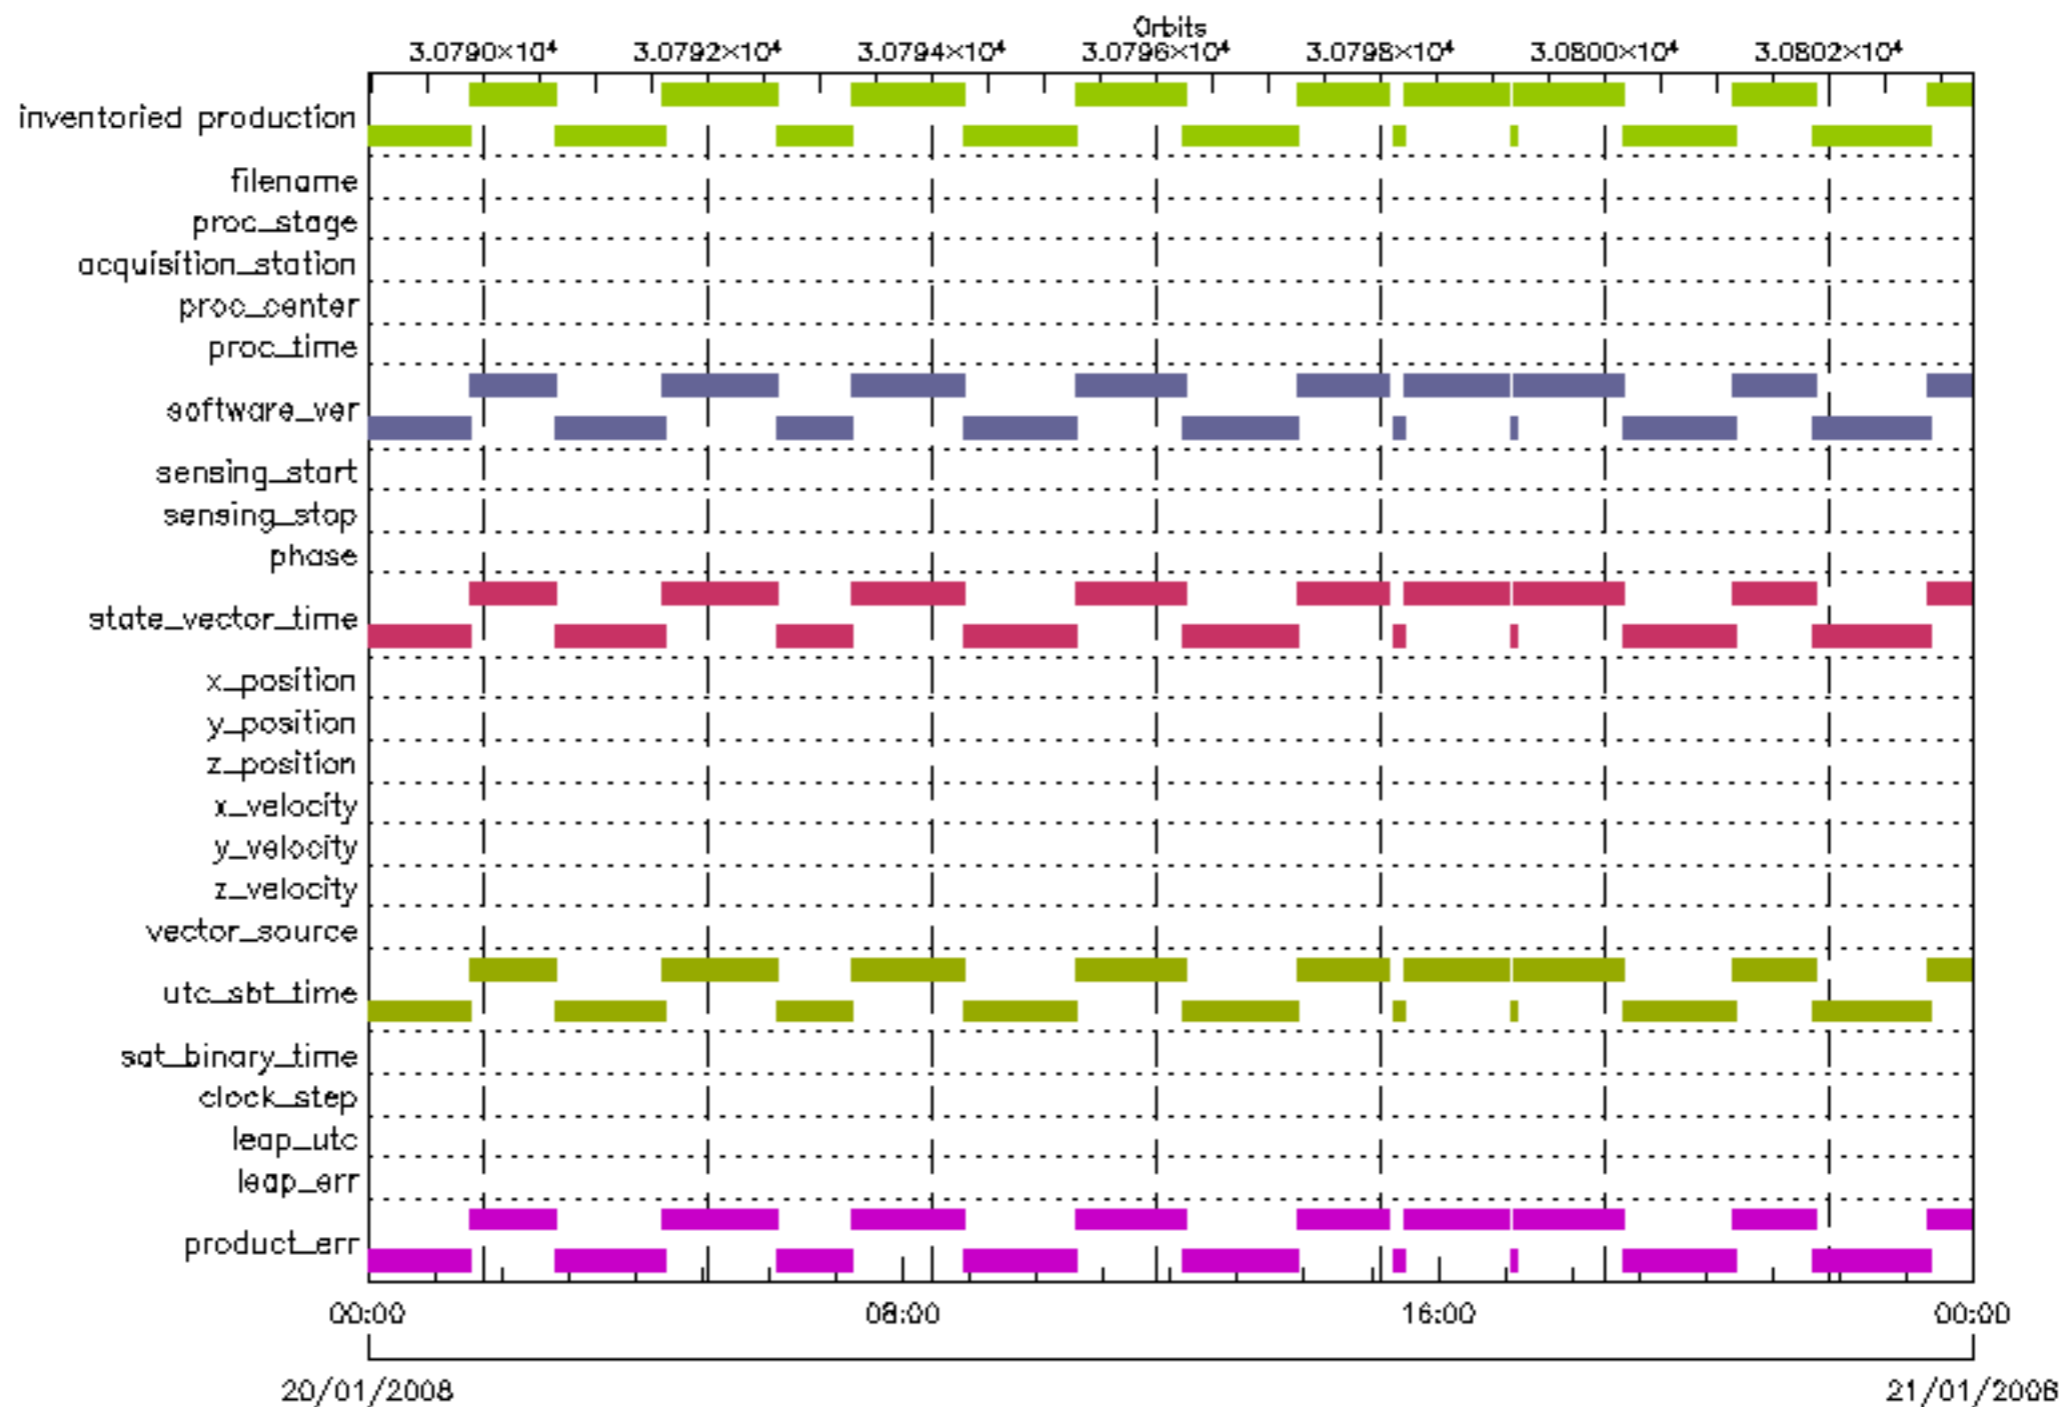 Orbits
3.0790×10⁴ 3.0792×10⁴ 3.0794×10⁴ 3.0796×10⁴ 3.0798×10⁴ 3.0800×10⁴ 3.0802×10⁴
inventoried production
filename
proc_stage
acquisition_station
proc_center
proc_time
software_ver
sensing_start
sensing_stop
phase
state_vector_time
x_position
y_position
z_position
x_velocity
y_velocity
z_velocity
vector_source
utc_sbt_time
sat_binary_time
clock_step
leap_utc
leap_err
product_err
00:00 08:00 16:00 00:00
20/01/2008 21/01/2008